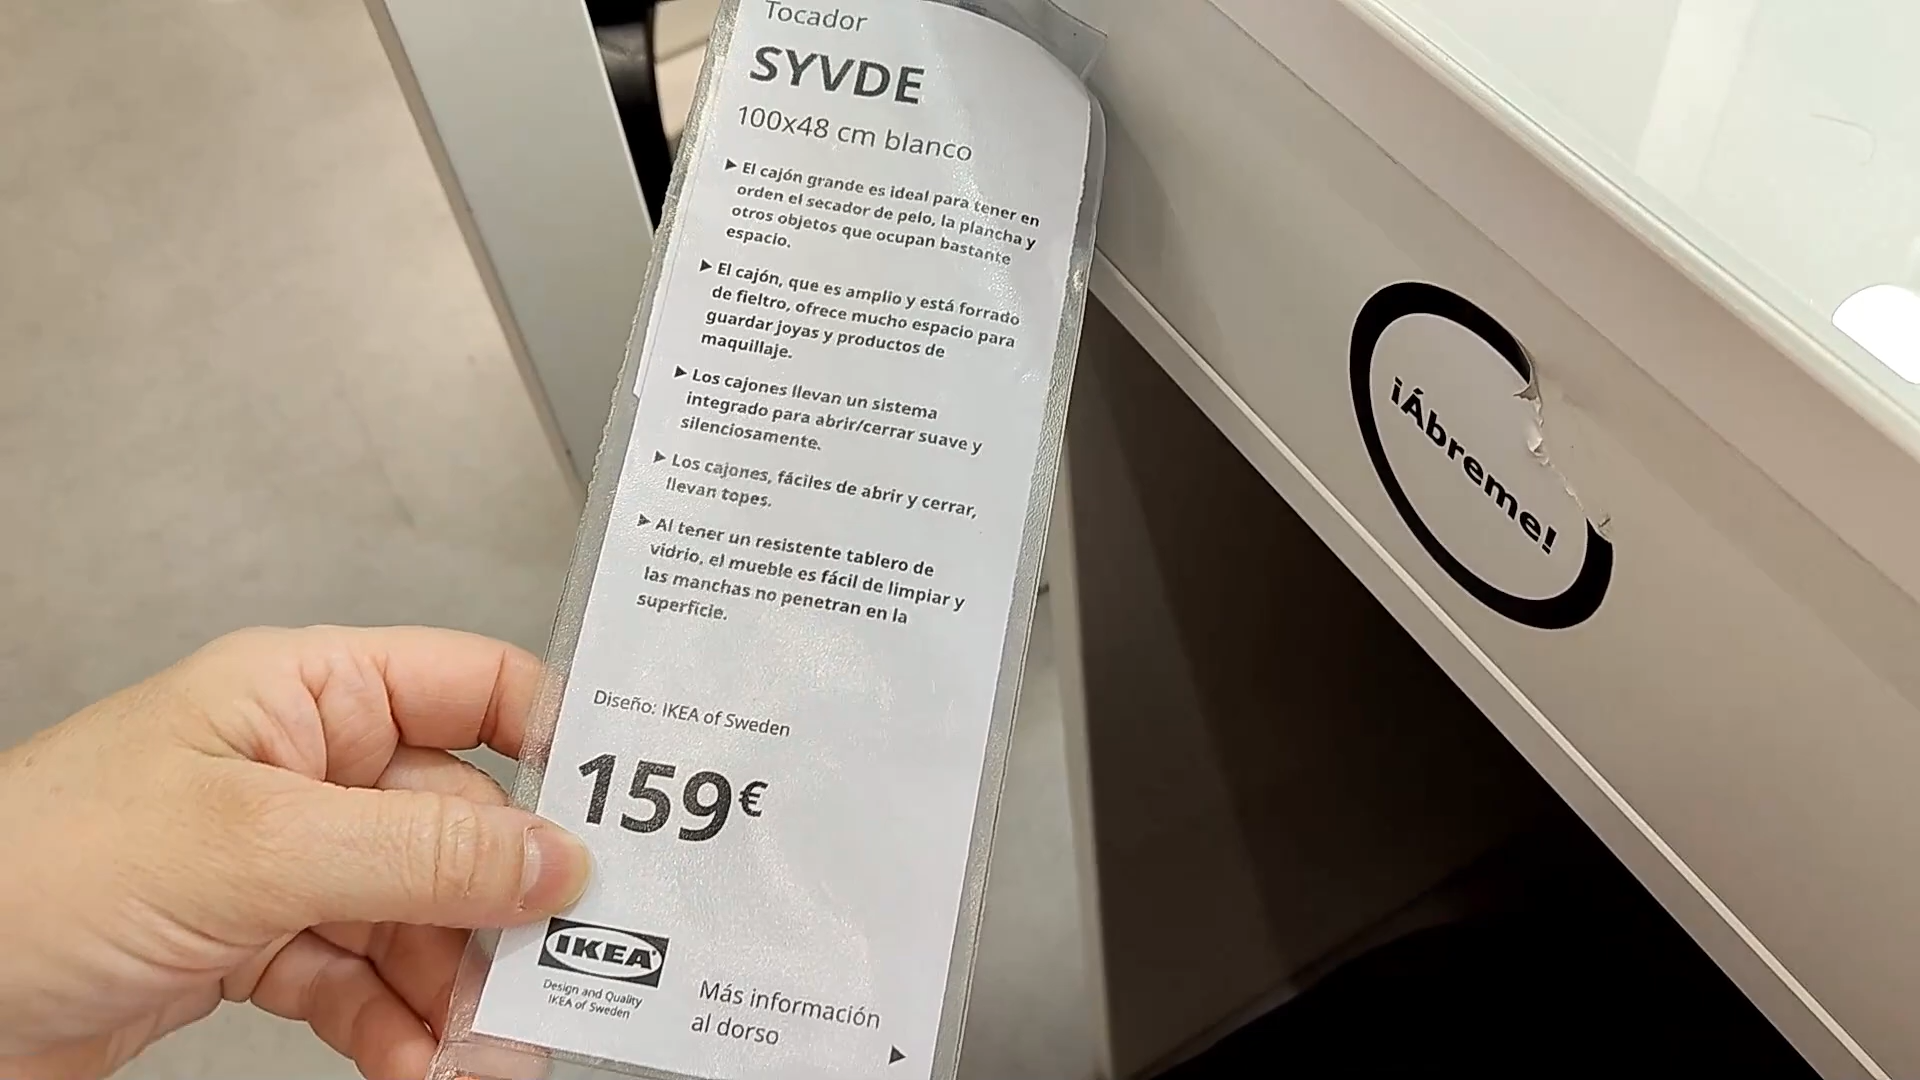 Tocador
SYVDE
100x48 cm blanco
▶ El cajón grande es ideal para tener en
orden el secador de pelo, la plancha y
otros objetos que ocupan bastante
espacio.
▶ El cajón, que es amplio y está forrado
de fieltro, ofrece mucho espacio para
guardar joyas y productos de
maquillaje.
▶ Los cajones llevan un sistema
integrado para abrir/cerrar suave y
silenciosamente.
▶ Los cajones, fáciles de abrir y cerrar,
llevan topes.
▶ Al tener un resistente tablero de
vidrio, el mueble es fácil de limpiar y
las manchas no penetran en la
superficie.
Diseño: IKEA of Sweden
159€
IKEA
Design and Quality
IKEA of Sweden
Más información
al dorso
▶
¡Ábreme!